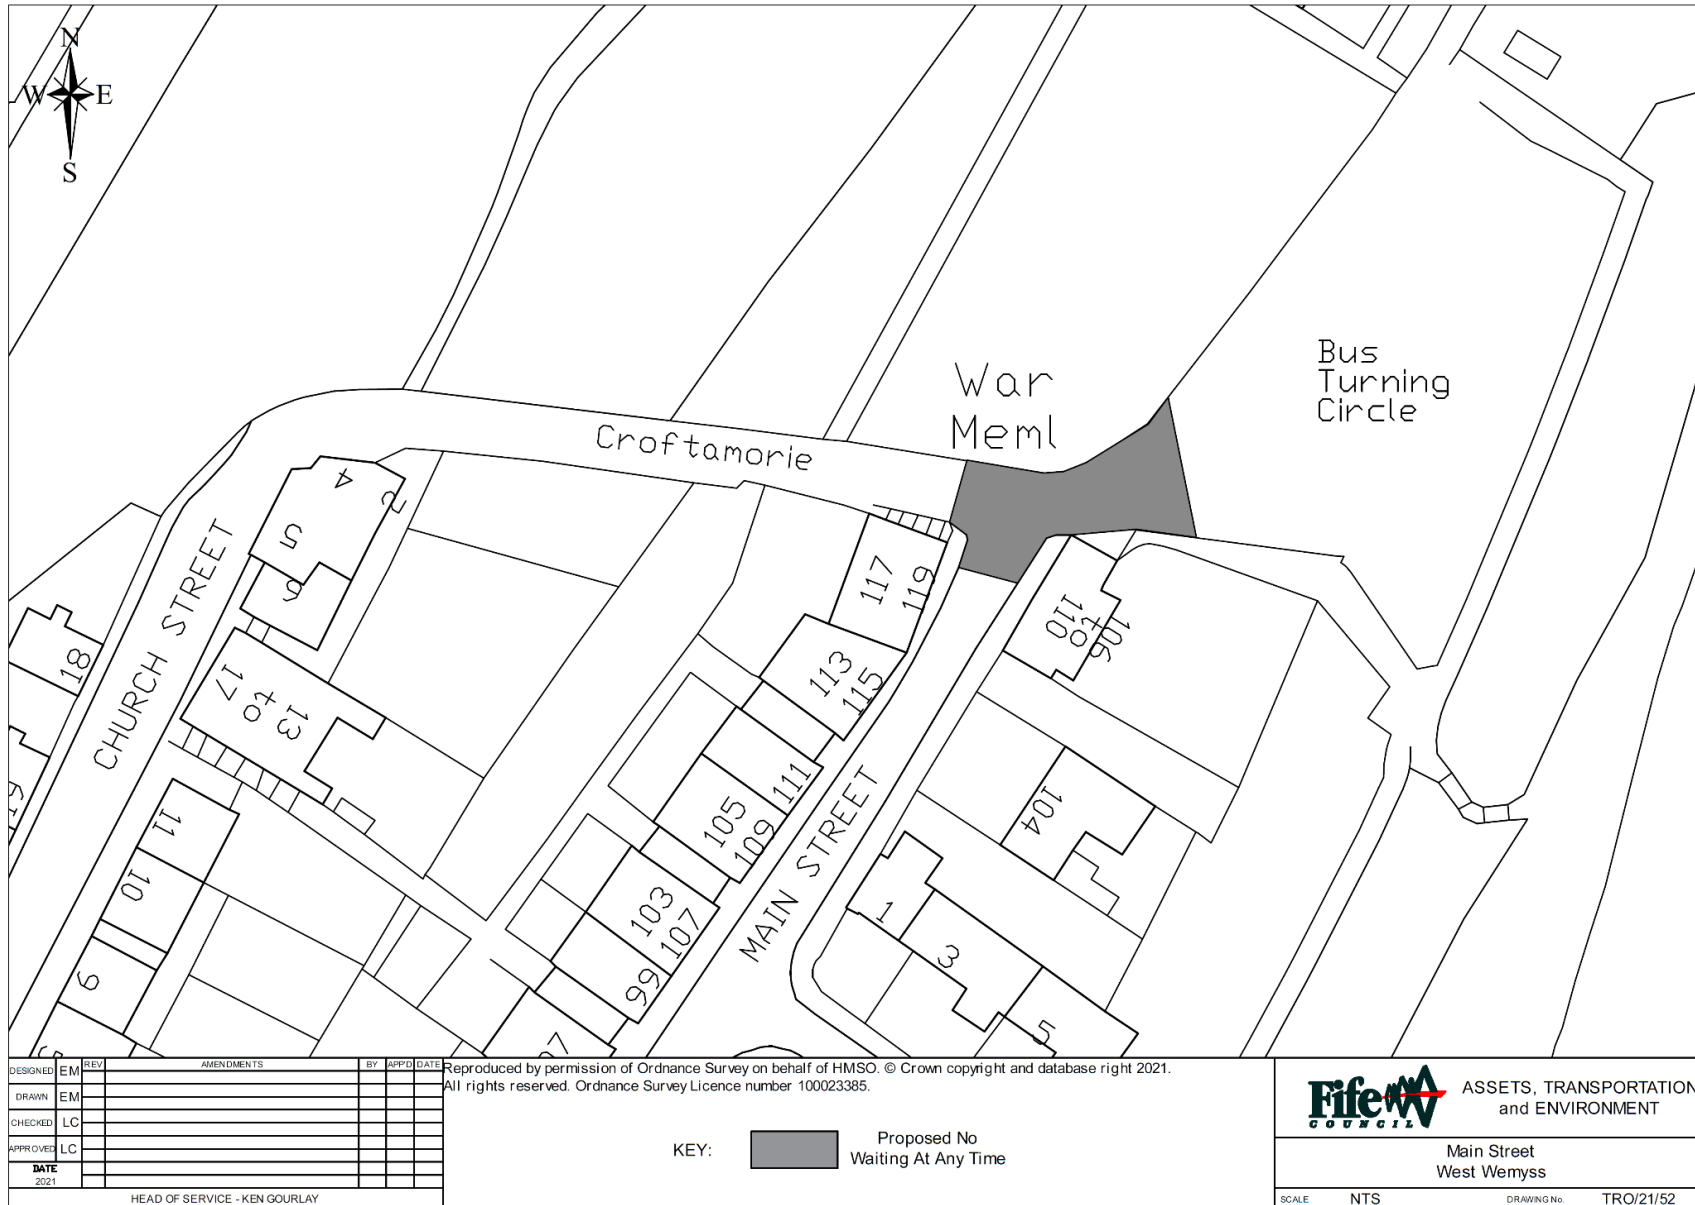 N
W E
S
War
Meml
Bus
Turning
Circle
Croftamorie
CHURCH STREET
MAIN STREET
4
2
5
6
18
17
to
13
19
11
10
9
117
119
113
115
111
105
109
103
107
99
110
to
106
104
1
3
5
DESIGNED EM
DRAWN EM
CHECKED LC
APPROVED LC
DATE
2021
REV AMENDMENTS BY APP'D DATE
HEAD OF SERVICE - KEN GOURLAY
Reproduced by permission of Ordnance Survey on behalf of HMSO. © Crown copyright and database right 2021.
All rights reserved. Ordnance Survey Licence number 100023385.
KEY:
Proposed No
Waiting At Any Time
Fife
COUNCIL
ASSETS, TRANSPORTATION
and ENVIRONMENT
Main Street
West Wemyss
SCALE NTS DRAWING No. TRO/21/52